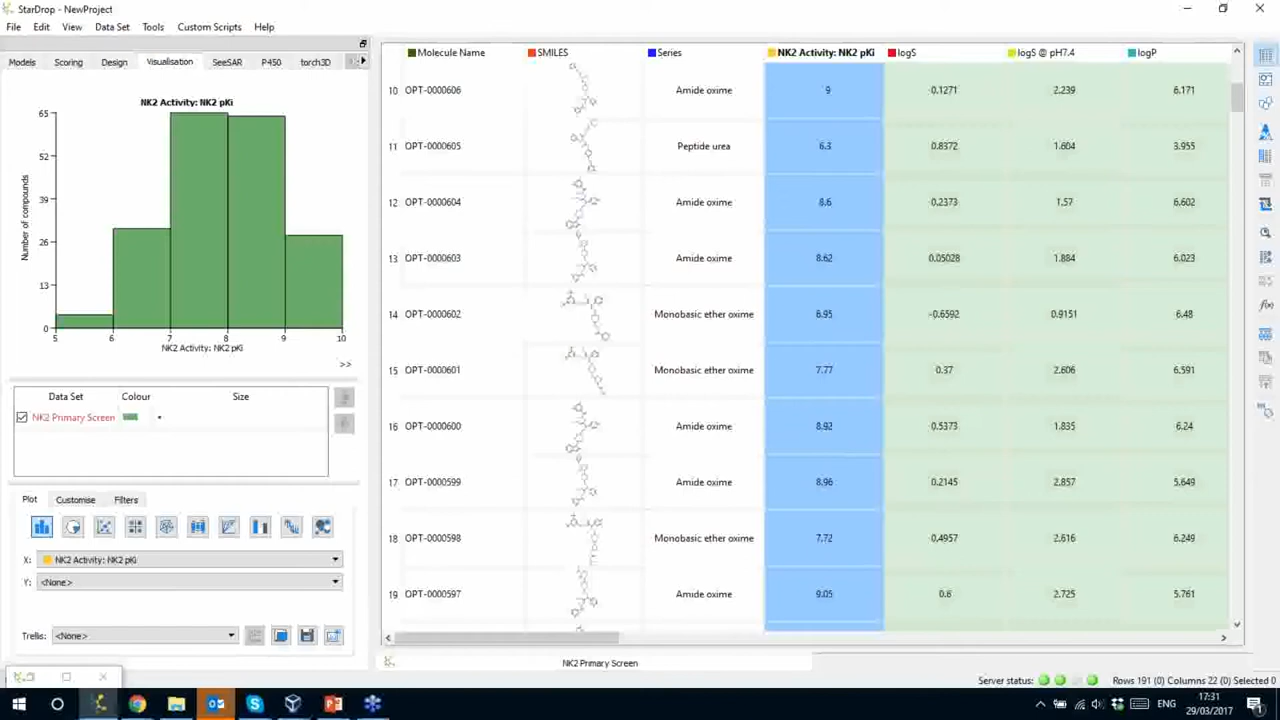 StarDrop - NewProject
File Edit View Data Set Tools Custom Scripts Help
Models Scoring Design Visualisation SeeSAR P450 torch3D
NK2 Activity: NK2 pKi
65
52
39
26
13
0
Number of compounds
5 6 7 8 9 10
NK2 Activity: NK2 pKi
>>
Data Set Colour Size
NK2 Primary Screen
Plot Customise Filters
X: NK2 Activity: NK2 pKi
Y: <None>
Trellis: <None>
Molecule Name SMILES Series NK2 Activity: NK2 pKi logS logS @ pH7.4 logP
10 OPT-0000606 Amide oxime 9 0.1271 2.239 6.171
11 OPT-0000605 Peptide urea 6.3 0.8372 1.604 3.955
12 OPT-0000604 Amide oxime 8.6 0.2373 1.57 6.602
13 OPT-0000603 Amide oxime 8.62 0.05028 1.884 6.023
14 OPT-0000602 Monobasic ether oxime 6.95 -0.6592 0.9151 6.48
15 OPT-0000601 Monobasic ether oxime 7.77 0.37 2.606 6.591
16 OPT-0000600 Amide oxime 8.92 0.5373 1.835 6.24
17 OPT-0000599 Amide oxime 8.96 0.2145 2.857 5.649
18 OPT-0000598 Monobasic ether oxime 7.72 0.4957 2.616 6.249
19 OPT-0000597 Amide oxime 9.05 0.6 2.725 5.761
NK2 Primary Screen
Server status: Rows 191 (0) Columns 22 (0) Selected 0
ENG
17:31
29/03/2017